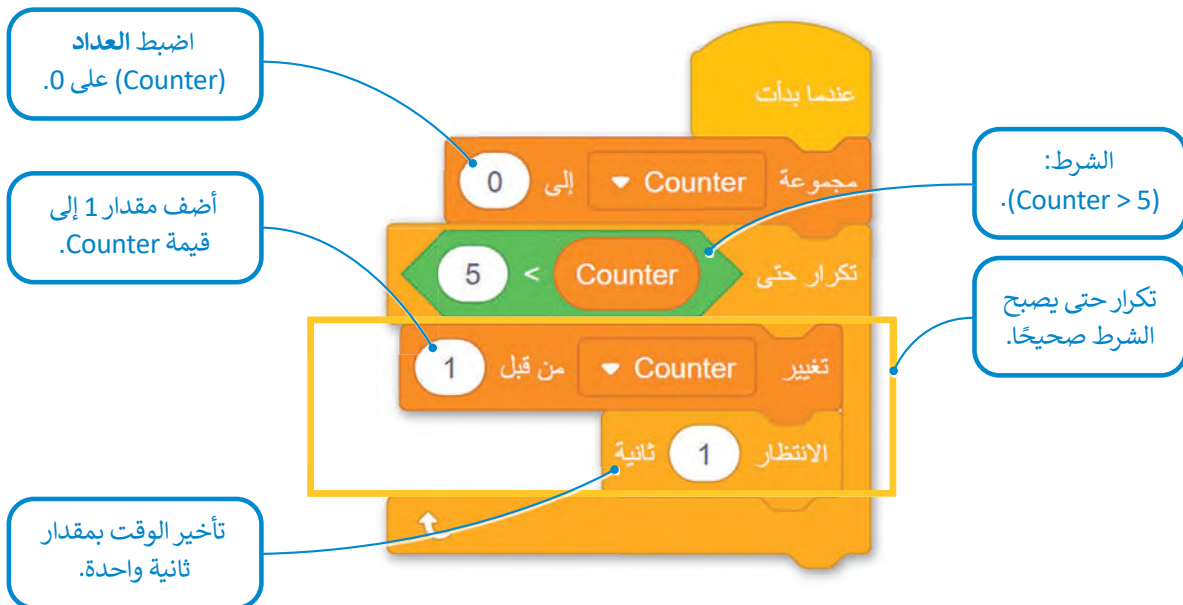 اضبط العداد
(Counter) على 0.
عندما بدأت
الشرط:
(Counter > 5).
مجموعة Counter إلى 0
أضف مقدار 1 إلى
قيمة Counter.
تكرار حتى Counter < 5
تكرار حتى يصبح
الشرط صحيحًا.
تغيير Counter من قبل 1
الانتظار 1 ثانية
تأخير الوقت بمقدار
ثانية واحدة.